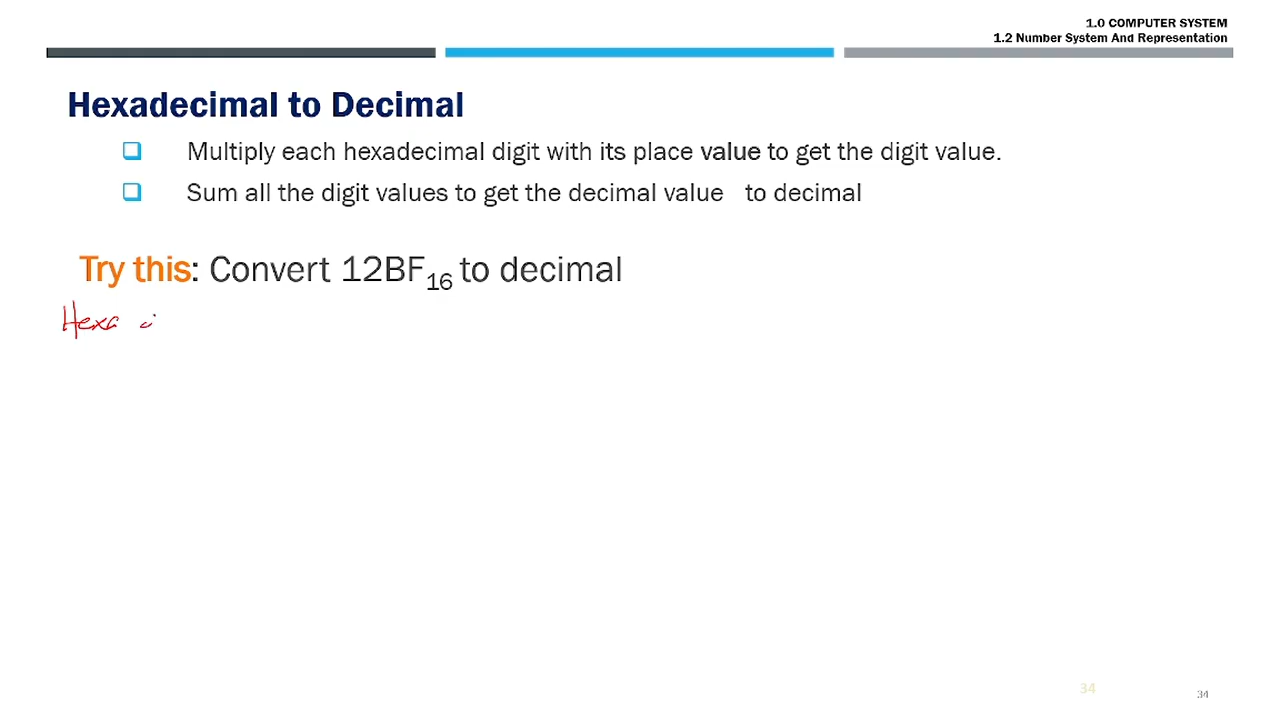 1.0 COMPUTER SYSTEM
1.2 Number System And Representation
Hexadecimal to Decimal
Multiply each hexadecimal digit with its place value to get the digit value.
Sum all the digit values to get the decimal value to decimal
Try this: Convert 12BF16 to decimal
Hexa
34
34